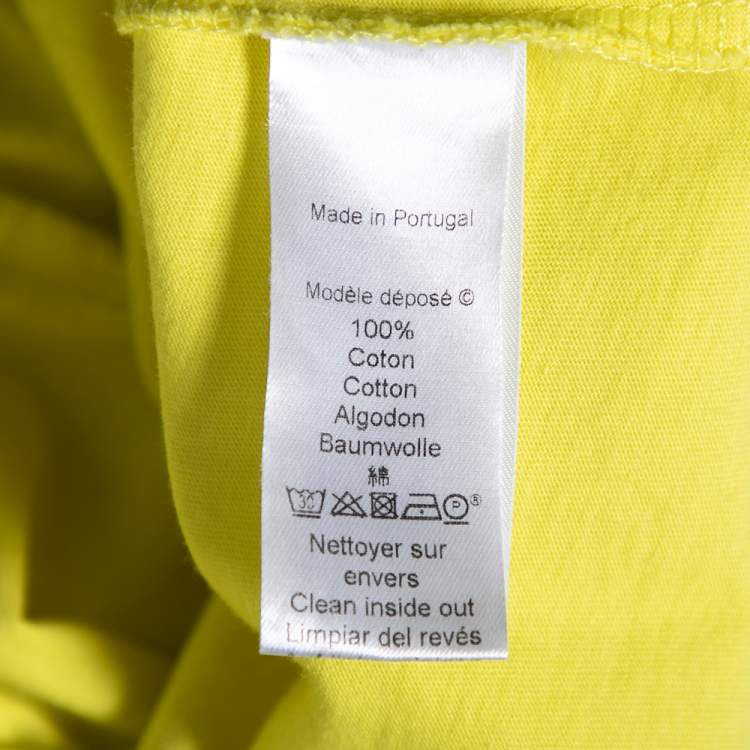 Made in Portugal
Modèle déposé ©
100%
Coton
Cotton
Algodon
Baumwolle
綿
30 P ®
Nettoyer sur
envers
Clean inside out
Limpiar del revés